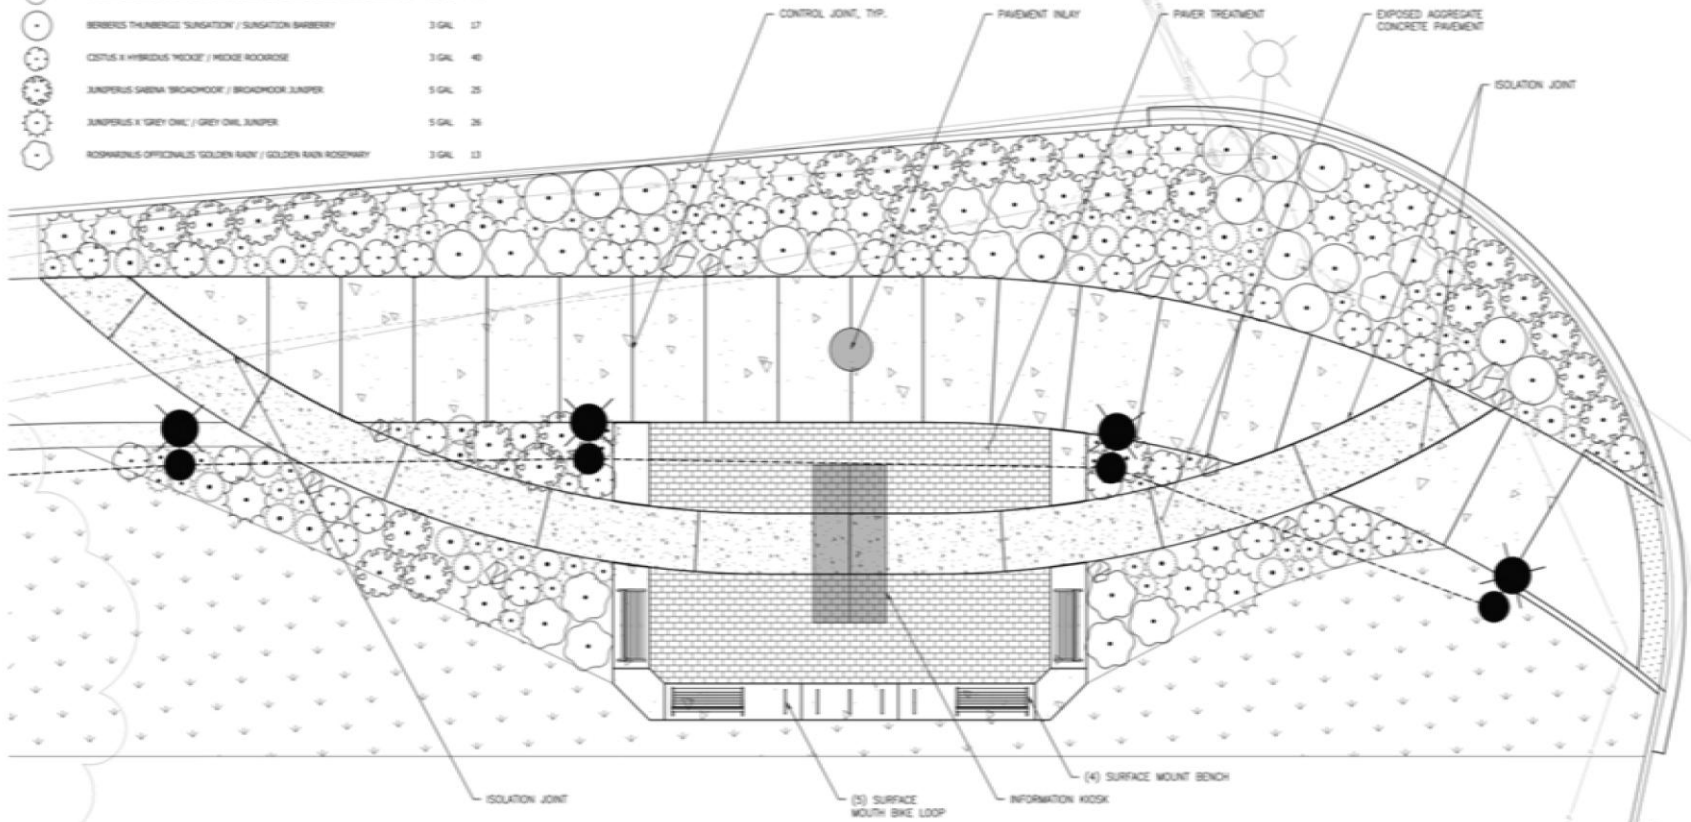 CONTROL JOINT, TYP.
PAVEMENT INLAY
PAVER TREATMENT
EXPOSED AGGREGATE
CONCRETE PAVEMENT
BERBERIS THUNBERGII 'SUNSATION' / SUNSATION BARBERRY 3 GAL 17
CISTUS X HYBRIDUS 'MICKIE' / MICKIE ROCKROSE 3 GAL 40
JUNIPERUS SABINA 'BROADMOOR' / BROADMOOR JUNIPER 5 GAL 25
ISOLATION JOINT
JUNIPERUS X 'GREY OWL' / GREY OWL JUNIPER 5 GAL 26
ROSMARINUS OFFICINALIS 'GOLDEN RAIN' / GOLDEN RAIN ROSEMARY 3 GAL 13
ISOLATION JOINT
(5) SURFACE
MOUTH BIKE LOOP
INFORMATION KIOSK
(4) SURFACE MOUNT BENCH